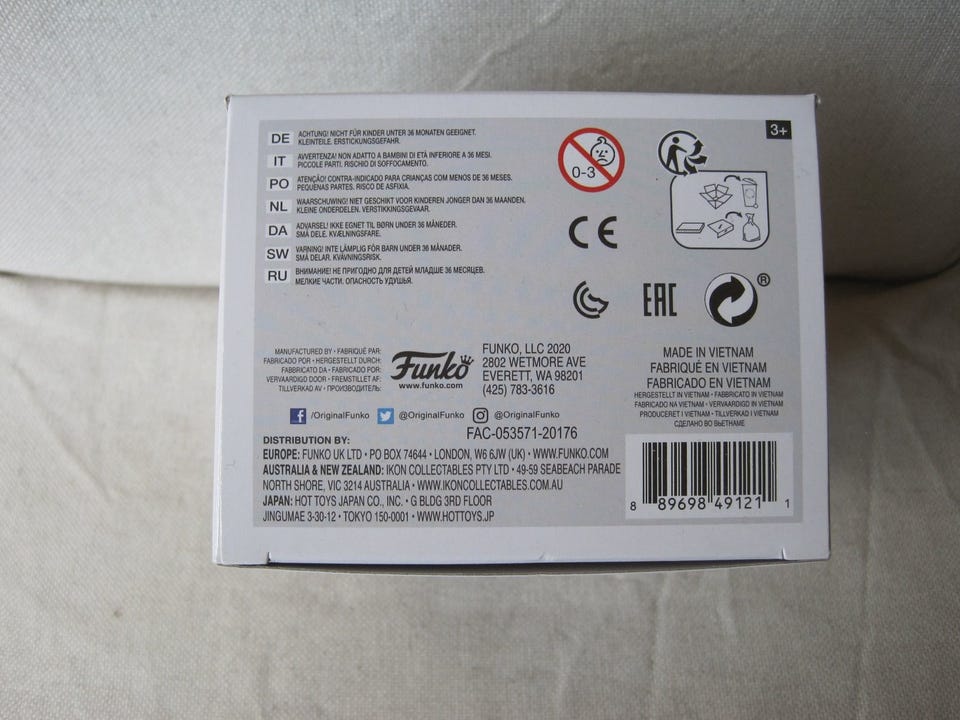 DE ACHTUNG! NICHT FÜR KINDER UNTER 36 MONATEN GEEIGNET.
KLEINTEILE. ERSTICKUNGSGEFAHR.
IT AVVERTENZA! NON ADATTO A BAMBINI DI ETÀ INFERIORE A 36 MESI.
PICCOLE PARTI. RISCHIO DI SOFFOCAMENTO.
PO ATENÇÃO! CONTRA-INDICADO PARA CRIANÇAS COM MENOS DE 36 MESES.
PEQUENAS PARTES. RISCO DE ASFIXIA.
NL WAARSCHUWING! NIET GESCHIKT VOOR KINDEREN JONGER DAN 36 MAANDEN.
KLEINE ONDERDELEN. VERSTIKKINGSGEVAAR.
DA ADVARSEL! IKKE EGNET TIL BØRN UNDER 36 MÅNEDER.
SMÅ DELE. KVÆLNINGSFARE.
SW VARNING! INTE LÄMPLIG FÖR BARN UNDER 36 MÅNADER.
SMÅ DELAR. KVÄVNINGSRISK.
RU ВНИМАНИЕ! НЕ ПРИГОДНО ДЛЯ ДЕТЕЙ МЛАДШЕ 36 МЕСЯЦЕВ.
МЕЛКИЕ ЧАСТИ. ОПАСНОСТЬ УДУШЬЯ.
0-3
3+
CE
EAC
®
MANUFACTURED BY • FABRIQUÉ PAR:
FABRICADO POR • HERGESTELLT DURCH:
FABBRICATO DA • FABRICADO POR:
VERVAARDIGD DOOR • FREMSTILLET AF:
TILLVERKAD AV • ПРОИЗВОДИТЕЛЬ:
Funko
www.funko.com
FUNKO, LLC 2020
2802 WETMORE AVE
EVERETT, WA 98201
(425) 783-3616
MADE IN VIETNAM
FABRIQUÉ EN VIETNAM
FABRICADO EN VIETNAM
HERGESTELLT IN VIETNAM • FABBRICATO IN VIETNAM
FABRICADO NA VIETNAM • VERVAARDIGD IN VIETNAM
PRODUCERET I VIETNAM • TILLVERKAD I VIETNAM
СДЕЛАНО ВО ВЬЕТНАМЕ
f /OriginalFunko @OriginalFunko @OriginalFunko
FAC-053571-20176
DISTRIBUTION BY:
EUROPE: FUNKO UK LTD • PO BOX 74644 • LONDON, W6 6JW (UK) • WWW.FUNKO.COM
AUSTRALIA & NEW ZEALAND: IKON COLLECTABLES PTY LTD • 49-59 SEABEACH PARADE
NORTH SHORE, VIC 3214 AUSTRALIA • WWW.IKONCOLLECTABLES.COM.AU
JAPAN: HOT TOYS JAPAN CO., INC. • G BLDG 3RD FLOOR
JINGUMAE 3-30-12 • TOKYO 150-0001 • WWW.HOTTOYS.JP
8 89698 49121 1